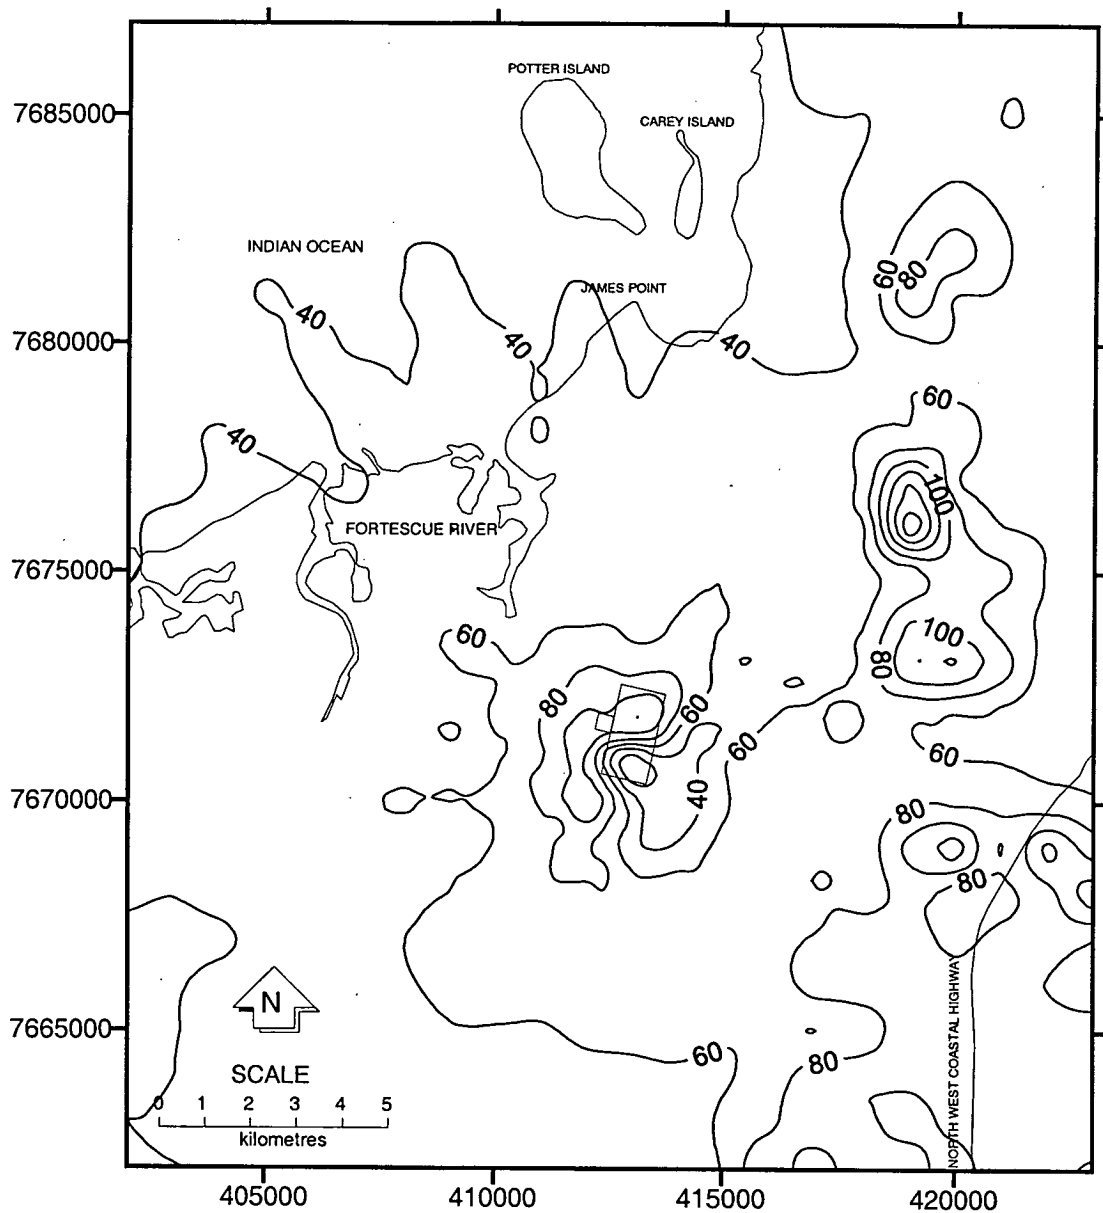 POTTER ISLAND
7685000
CAREY ISLAND
INDIAN OCEAN
60
80
JAMES POINT
40
40
40
7680000
60
40
100
FORTESCUE RIVER
7675000
60
100
80
80
60
60
60
40
7670000
80
80
N
7665000
60
80
NORTH WEST COASTAL HIGHWAY
SCALE
0 1 2 3 4 5
kilometres
405000 410000 415000 420000